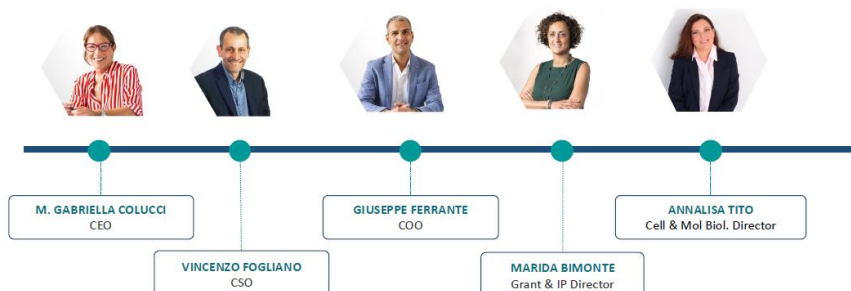 M. GABRIELLA COLUCCI
CEO
VINCENZO FOGLIANO
CSO
GIUSEPPE FERRANTE
COO
MARIDA BIMONTE
Grant & IP Director
ANNALISA TITO
Cell & Mol Biol. Director